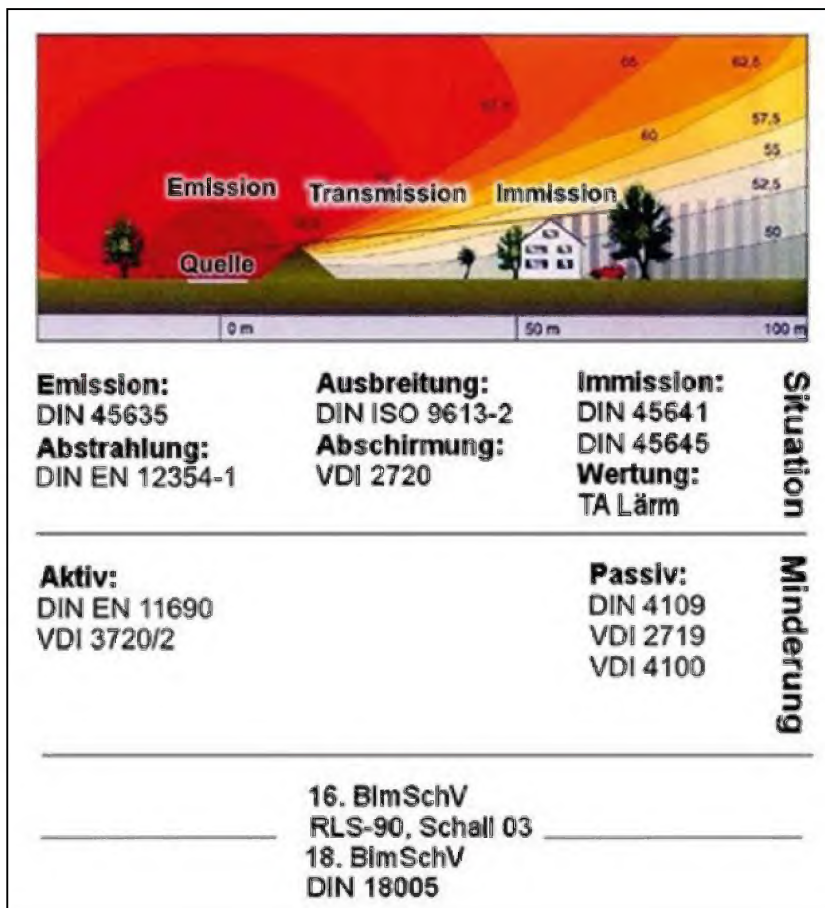 65
62,5
67,5
57,5
60
55
52,5
50
Emission
Transmission
Immission
Quelle
0 m
50 m
100 m
Emission:
DIN 45635
Abstrahlung:
DIN EN 12354-1
Ausbreitung:
DIN ISO 9613-2
Abschirmung:
VDI 2720
Immission:
DIN 45641
DIN 45645
Wertung:
TA Lärm
Situation
Aktiv:
DIN EN 11690
VDI 3720/2
Passiv:
DIN 4109
VDI 2719
VDI 4100
Minderung
16. BImSchV
RLS-90, Schall 03
18. BImSchV
DIN 18005